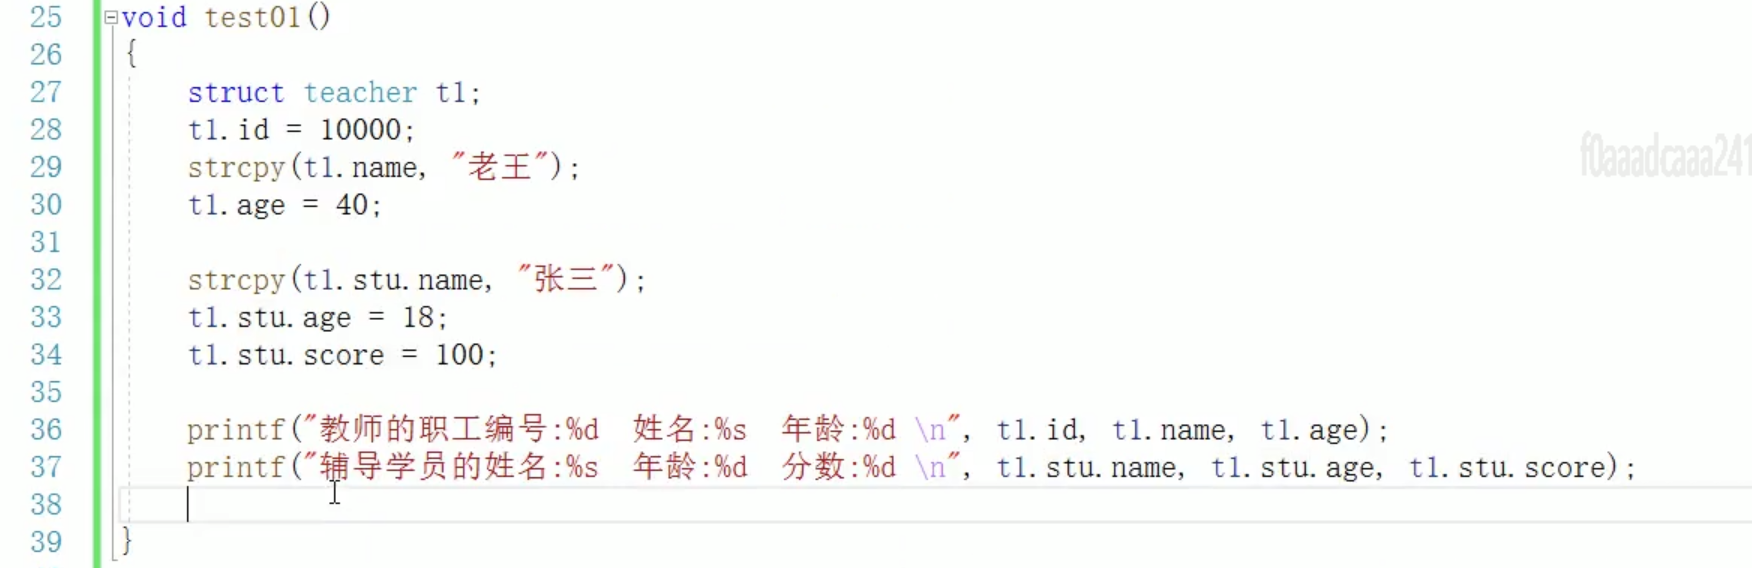 25 void test01()
26 {
27 struct teacher t1;
28 t1.id = 10000;
29 strcpy(t1.name, "老王");
30 t1.age = 40;
31
32 strcpy(t1.stu.name, "张三");
33 t1.stu.age = 18;
34 t1.stu.score = 100;
35
36 printf("教师的职工编号:%d  姓名:%s  年龄:%d \n", t1.id, t1.name, t1.age);
37 printf("辅导学员的姓名:%s  年龄:%d  分数:%d \n", t1.stu.name, t1.stu.age, t1.stu.score);
38
39 }
f0aaadcaaa241